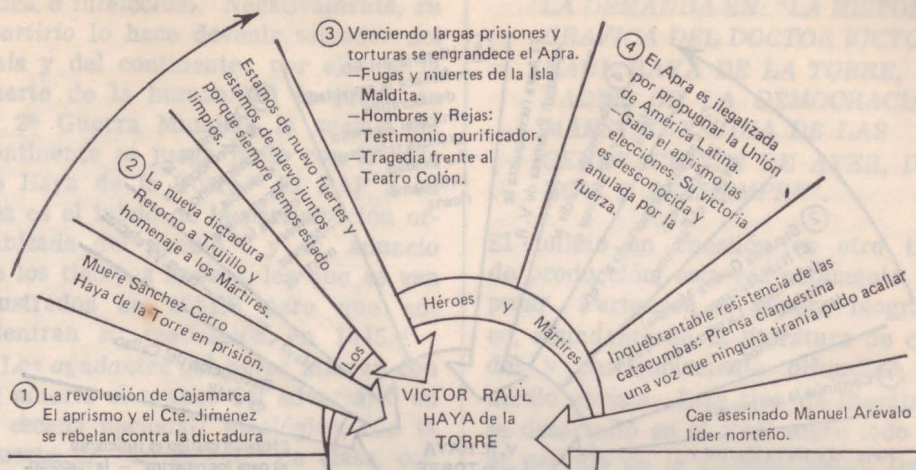 ① La revolución de Cajamarca
El aprismo y el Cte. Jiménez
se rebelan contra la dictadura
Muere Sánchez Cerro
Haya de la Torre en prisión.
② La nueva dictadura
Retorno a Trujillo y
homenaje a los Mártires.
Estamos de nuevo fuertes y
estamos de nuevo juntos
porque siempre hemos estado
limpios.
③ Venciendo largas prisiones y
torturas se engradece el Apra.
—Fugas y muertes de la Isla
Maldita.
—Hombres y Rejas:
Testimonio purificador.
—Tragedia frente al
Teatro Colón.
④ El Apra es ilegalizada
por propugnar la Unión
de América Latina.
Gana el aprismo las
elecciones. Su victoria
es desconocida y
anulada por la
fuerza.
Inquebrantable resistencia de las
catacumbas: Prensa clandestina
una voz que ninguna tiranía pudo acallar
Cae asesinado Manuel Arévalo
líder norteño.
Los
Héroes
Mártires
VICTOR RAUL
HAYA de la
TORRE